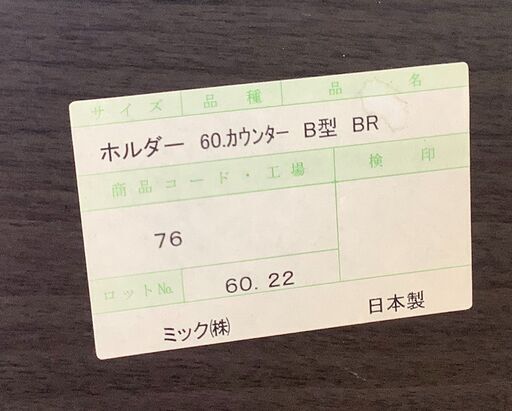 サイズ 品種 品名
ホルダー 60.カウンター B型 BR
商品コード・工場 検印
76
ロット№ 60.22
ミック㈱ 日本製